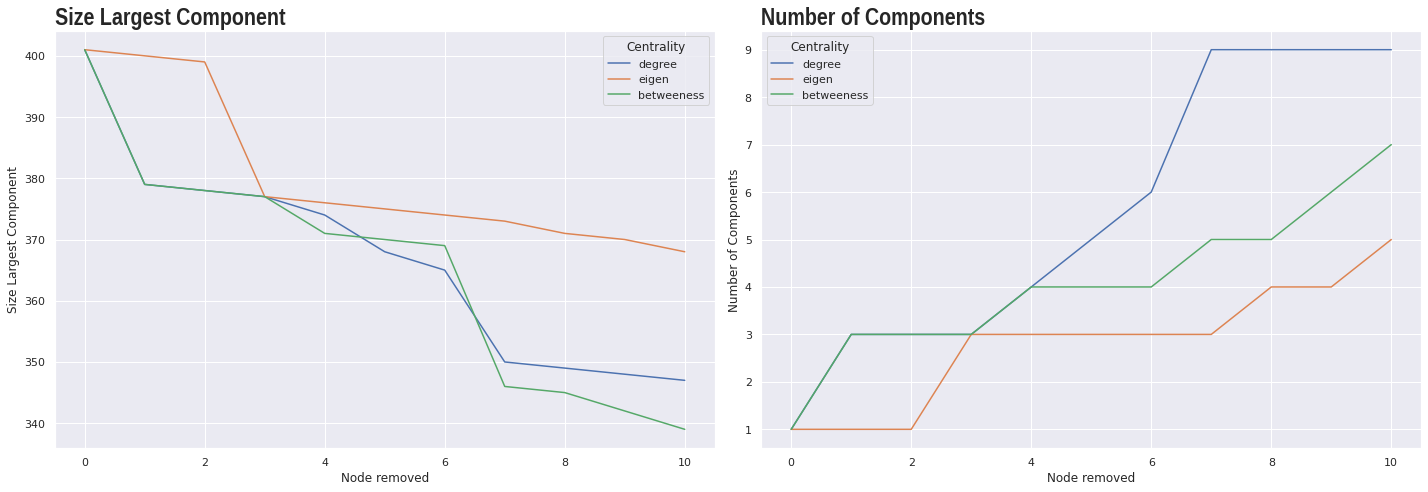 Size Largest Component
Centrality
degree
eigen
betweeness
400
390
380
370
360
350
340
Size Largest Component
0 2 4 6 8 10
Node removed
Number of Components
Centrality
degree
eigen
betweeness
9
8
7
6
5
4
3
2
1
Number of Components
0 2 4 6 8 10
Node removed